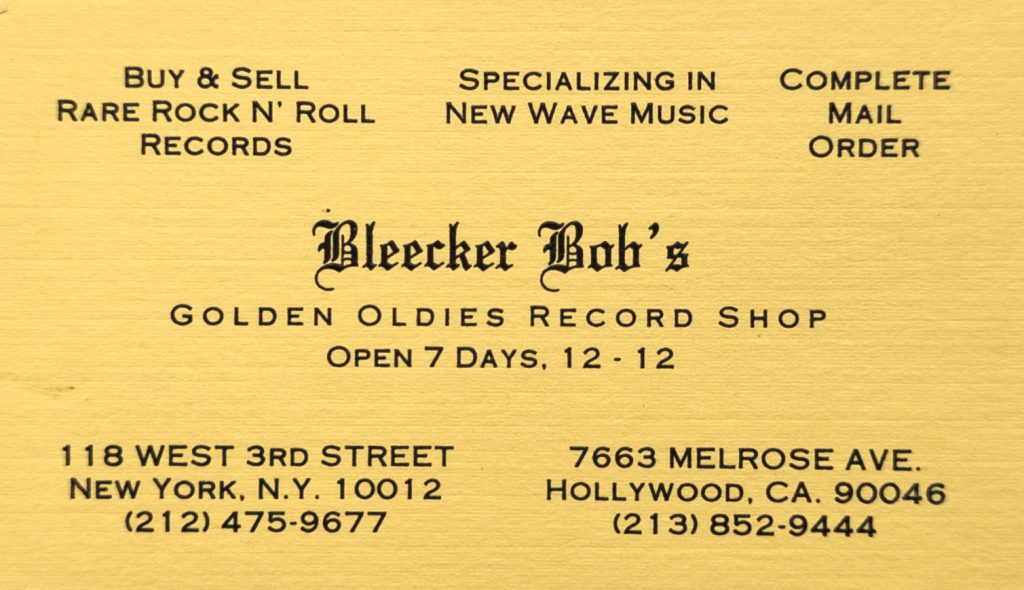 Buy & Sell
Rare Rock N' Roll
Records
Specializing in
New Wave Music
Complete
Mail
Order
Bleecker Bob's
Golden Oldies Record Shop
Open 7 Days, 12 - 12
118 WEST 3RD STREET
New York, N.Y. 10012
(212) 475-9677
7663 MELROSE AVE.
Hollywood, CA. 90046
(213) 852-9444